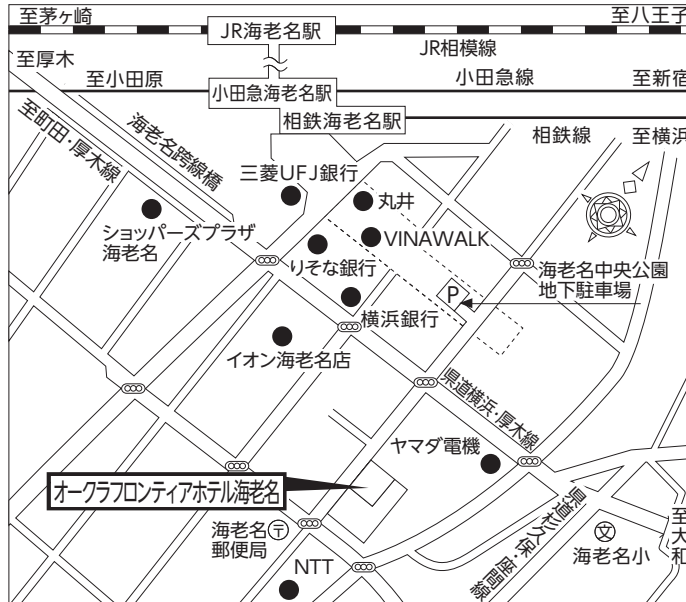 至茅ヶ崎
至八王子
JR海老名駅
JR相模線
至厚木
至小田原
小田急線
至新宿
小田急海老名駅
相鉄海老名駅
至町田・厚木線
海老名跨線橋
相鉄線
至横浜
三菱UFJ銀行
丸井
ショッパーズプラザ
海老名
VINAWALK
りそな銀行
海老名中央公園
地下駐車場
P
横浜銀行
イオン海老名店
県道横浜・厚木線
ヤマダ電機
オークラフロンティアホテル海老名
海老名
郵便局
〒
県道杉久保・座間線
文
海老名小
至大和
NTT